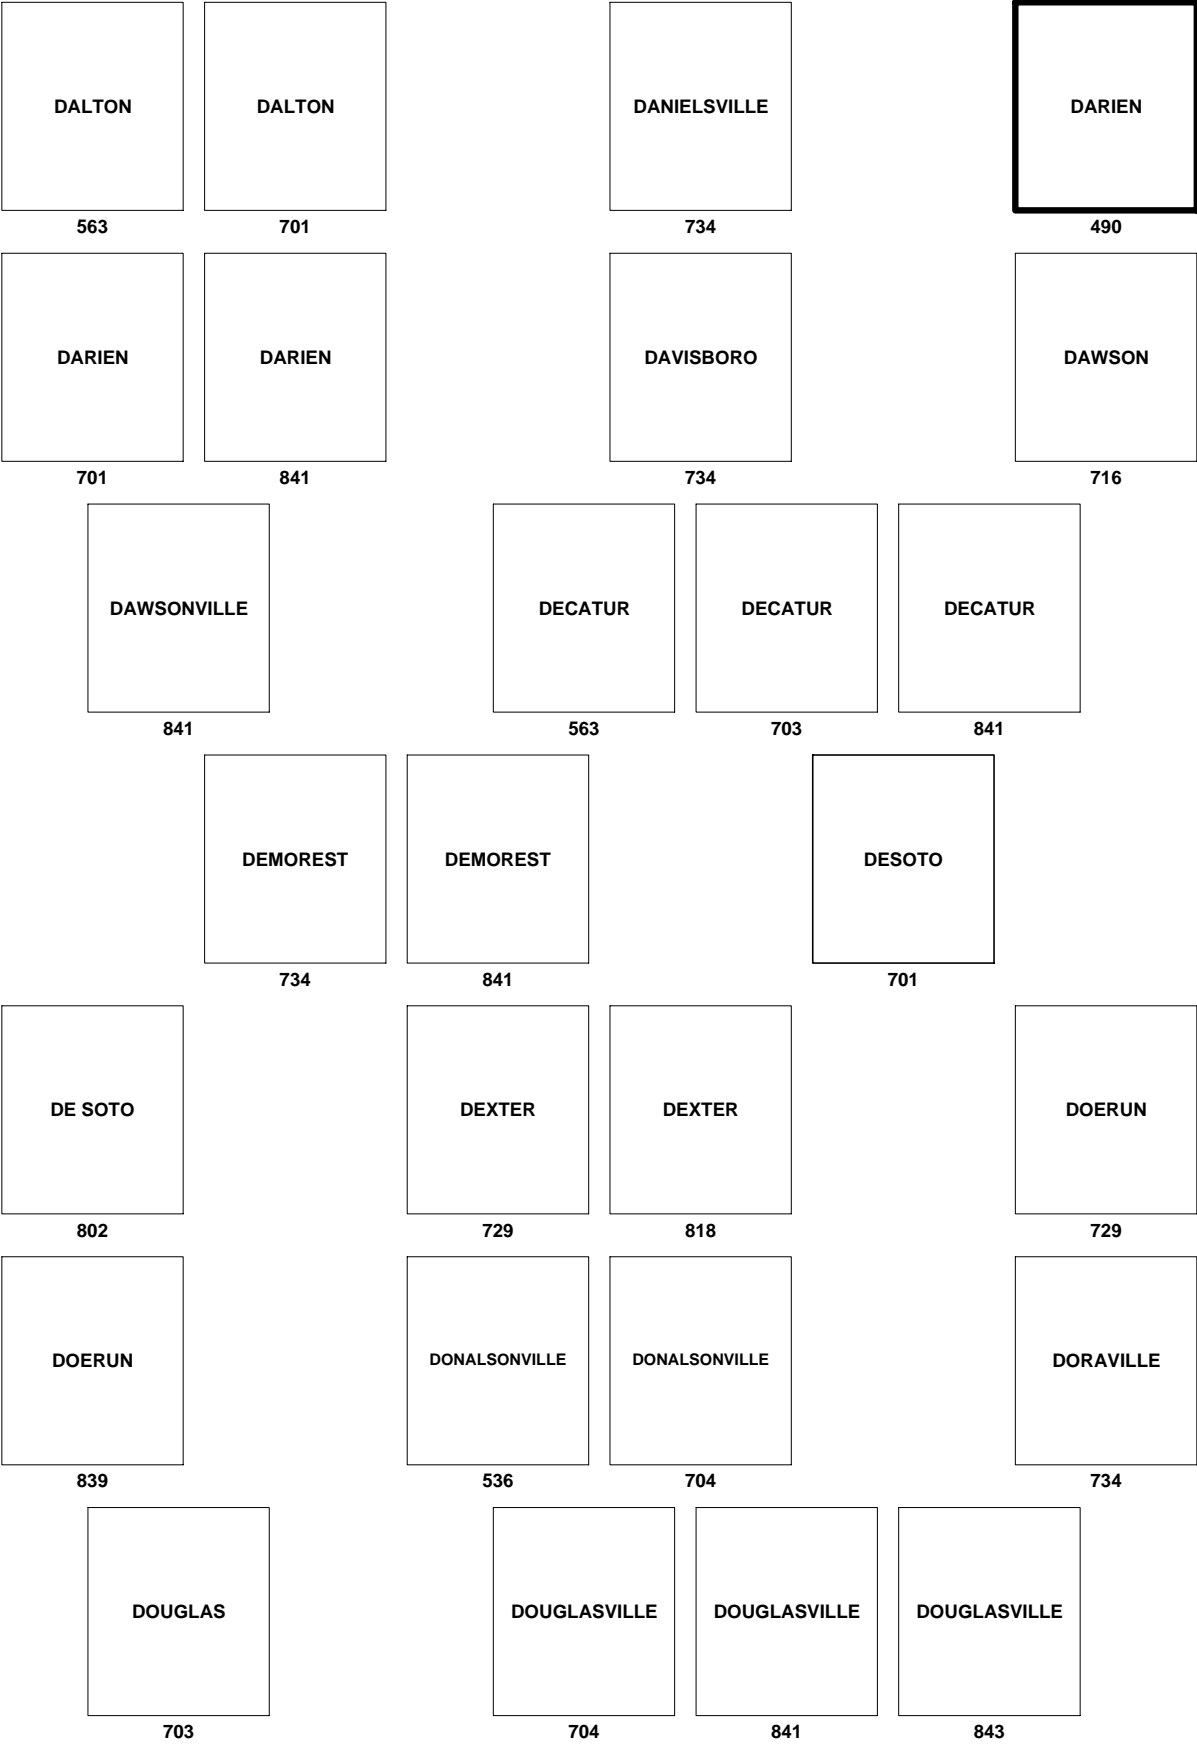 DALTON DALTON DANIELSVILLE DARIEN
563 701 734 490
DARIEN DARIEN DAVISBORO DAWSON
701 841 734 716
DAWSONVILLE DECATUR DECATUR DECATUR
841 563 703 841
DEMOREST DEMOREST DESOTO
734 841 701
DE SOTO DEXTER DEXTER DOERUN
802 729 818 729
DOERUN DONALSONVILLE DONALSONVILLE DORAVILLE
839 536 704 734
DOUGLAS DOUGLASVILLE DOUGLASVILLE DOUGLASVILLE
703 704 841 843